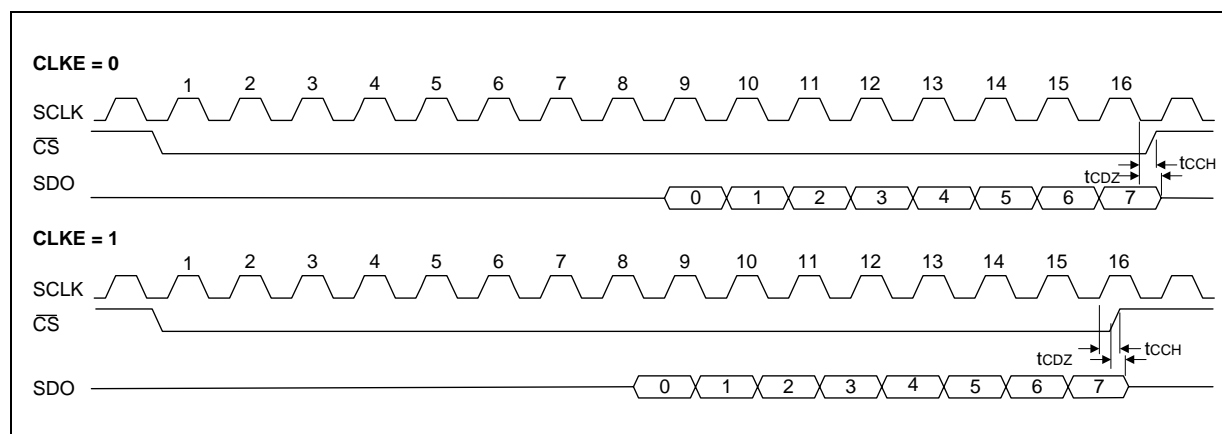 CLKE = 0
1 2 3 4 5 6 7 8 9 10 11 12 13 14 15 16
SCLK
CS
tCCH
SDO
tCDZ
0 1 2 3 4 5 6 7
CLKE = 1
1 2 3 4 5 6 7 8 9 10 11 12 13 14 15 16
SCLK
CS
tCDZ tCCH
SDO
0 1 2 3 4 5 6 7